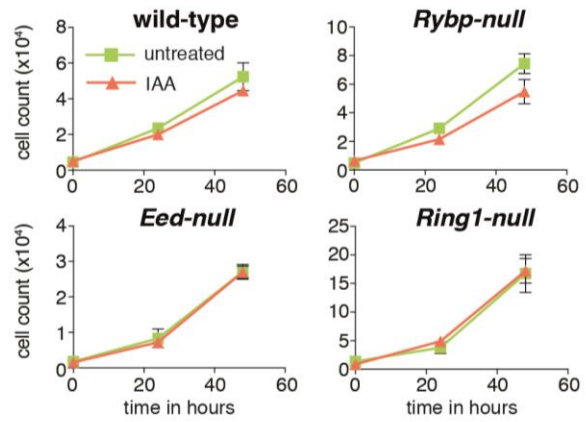 wild-type
cell count (x10⁴)
8
6
4
2
0
untreated
IAA
0 20 40 60
Rybp-null
10
8
6
4
2
0
0 20 40 60
Eed-null
cell count (x10⁴)
4
3
2
1
0
0 20 40 60
time in hours
Ring1-null
25
20
15
10
5
0
0 20 40 60
time in hours